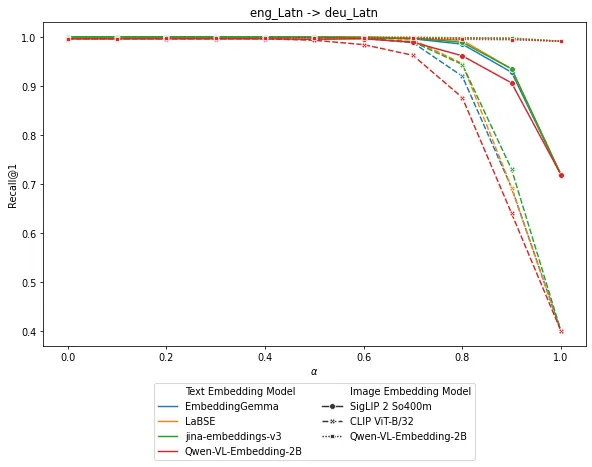 eng_Latn -> deu_Latn
1.0
0.9
0.8
0.7
0.6
0.5
0.4
Recall@1
0.0 0.2 0.4 0.6 0.8 1.0
α
Text Embedding Model Image Embedding Model
EmbeddingGemma SigLIP 2 So400m
LaBSE CLIP ViT-B/32
jina-embeddings-v3 Qwen-VL-Embedding-2B
Qwen-VL-Embedding-2B